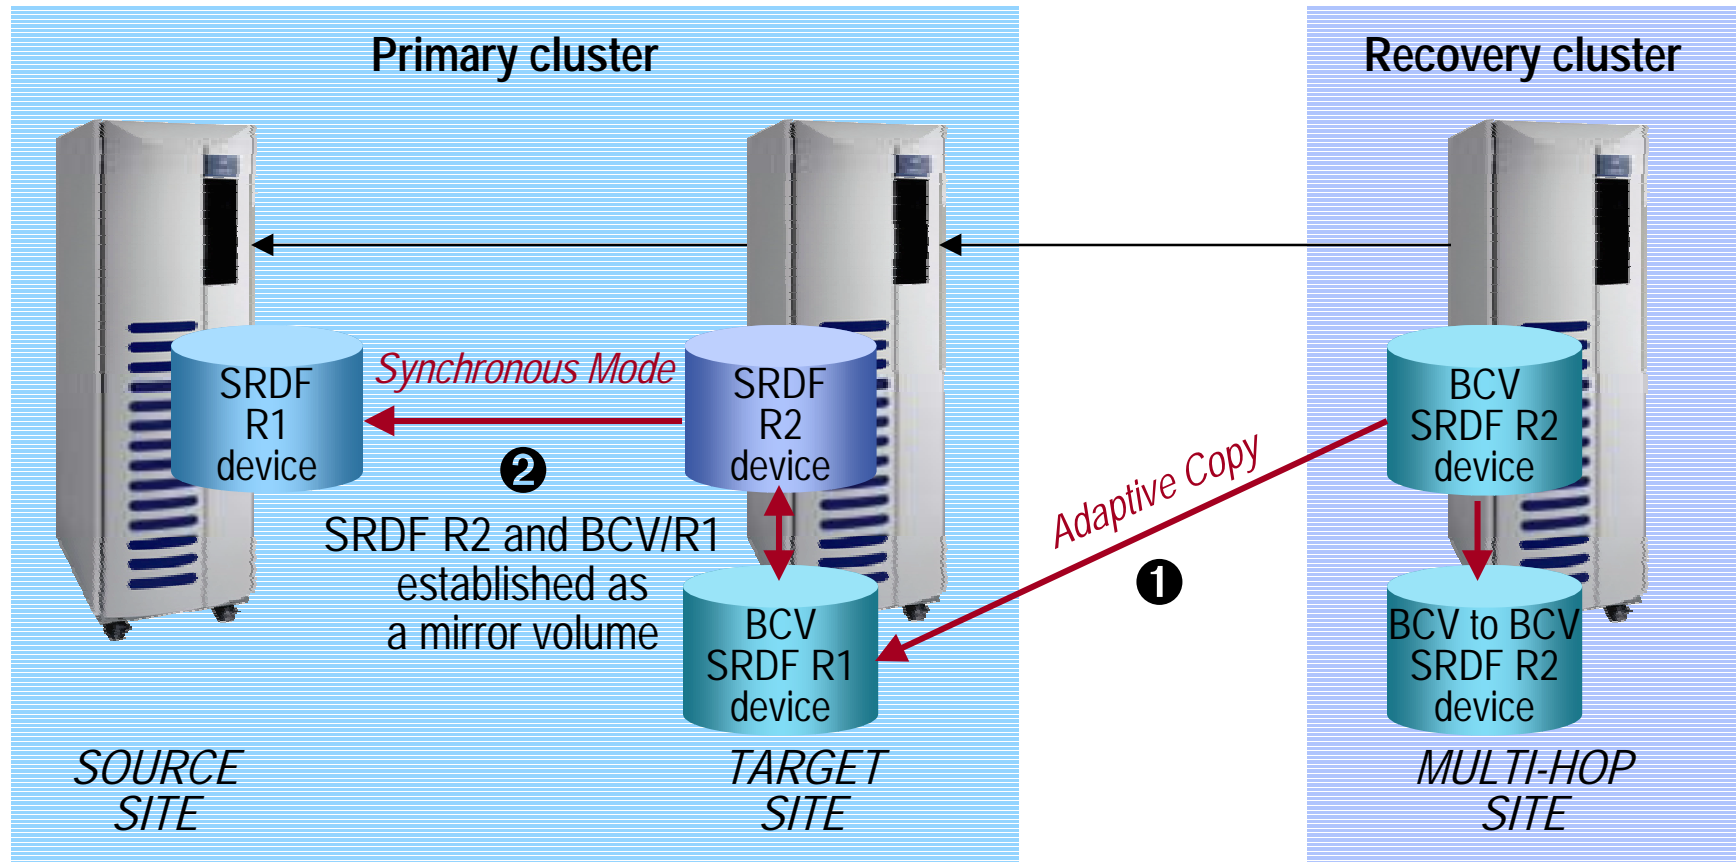 Primary cluster
Recovery cluster
SRDF
R1
device
Synchronous Mode
SRDF
R2
device
❷
SRDF R2 and BCV/R1
established as
a mirror volume
BCV
SRDF R1
device
Adaptive Copy
❶
BCV
SRDF R2
device
BCV to BCV
SRDF R2
device
SOURCE
SITE
TARGET
SITE
MULTI-HOP
SITE